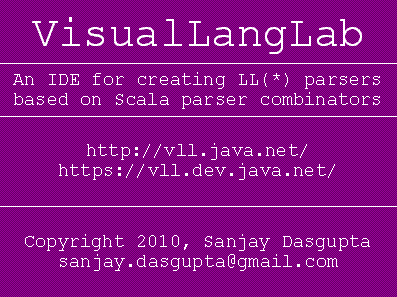 VisualLangLab
An IDE for creating LL(*) parsers
based on Scala parser combinators
http://vll.java.net/
https://vll.dev.java.net/
Copyright 2010, Sanjay Dasgupta
sanjay.dasgupta@gmail.com